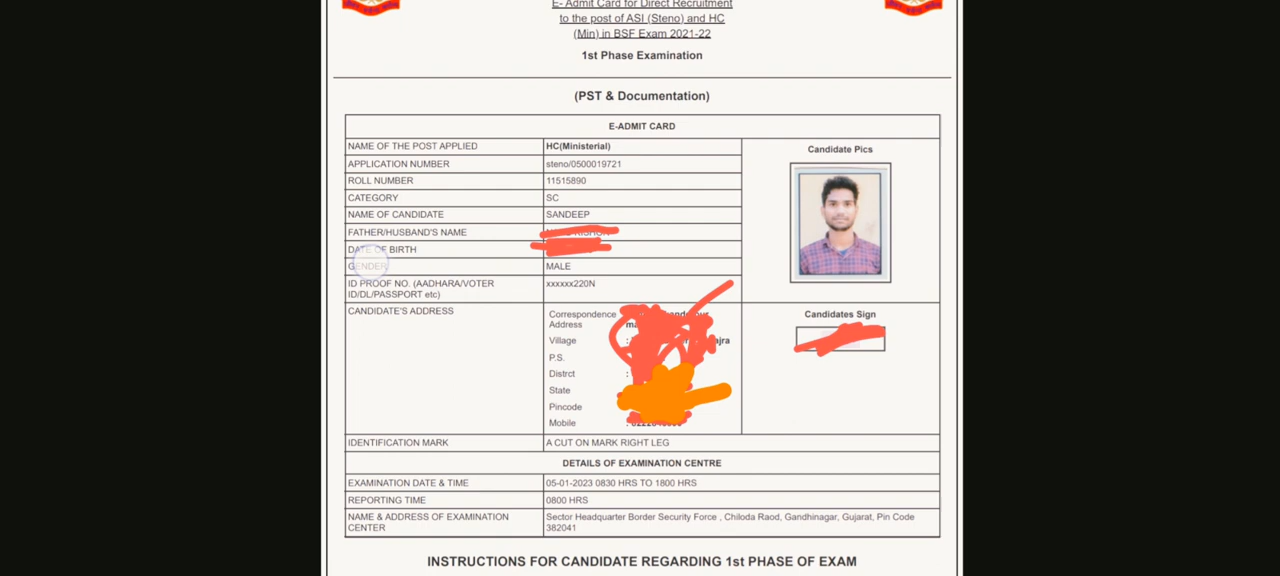 E- Admit Card for Direct Recruitment
to the post of ASI (Steno) and HC
(Min) in BSF Exam 2021-22
1st Phase Examination
(PST & Documentation)
E-ADMIT CARD
NAME OF THE POST APPLIED HC(Ministerial)
Candidate Pics
APPLICATION NUMBER steno/0500019721
ROLL NUMBER 11515890
CATEGORY SC
NAME OF CANDIDATE SANDEEP
FATHER/HUSBAND'S NAME
DATE OF BIRTH
GENDER MALE
ID PROOF NO. (AADHARA/VOTER xxxxxx220N
ID/DL/PASSPORT etc)
CANDIDATE'S ADDRESS
Correspondence
Address
Village :
P.S.
Distrct :
State
Pincode
Mobile :
Candidates Sign
IDENTIFICATION MARK A CUT ON MARK RIGHT LEG
DETAILS OF EXAMINATION CENTRE
EXAMINATION DATE & TIME 05-01-2023 0830 HRS TO 1800 HRS
REPORTING TIME 0800 HRS
NAME & ADDRESS OF EXAMINATION Sector Headquarter Border Security Force , Chiloda Raod, Gandhinagar, Gujarat, Pin Code
CENTER 382041
INSTRUCTIONS FOR CANDIDATE REGARDING 1st PHASE OF EXAM